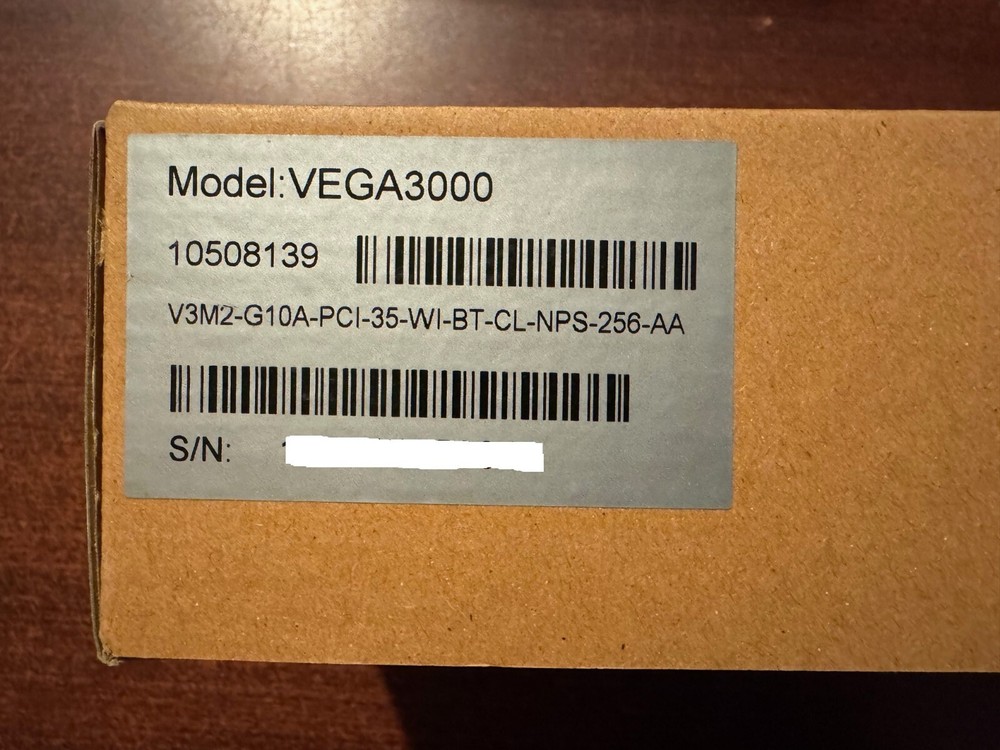 Model:VEGA3000
10508139
V3M2-G10A-PCI-35-WI-BT-CL-NPS-256-AA
S/N: